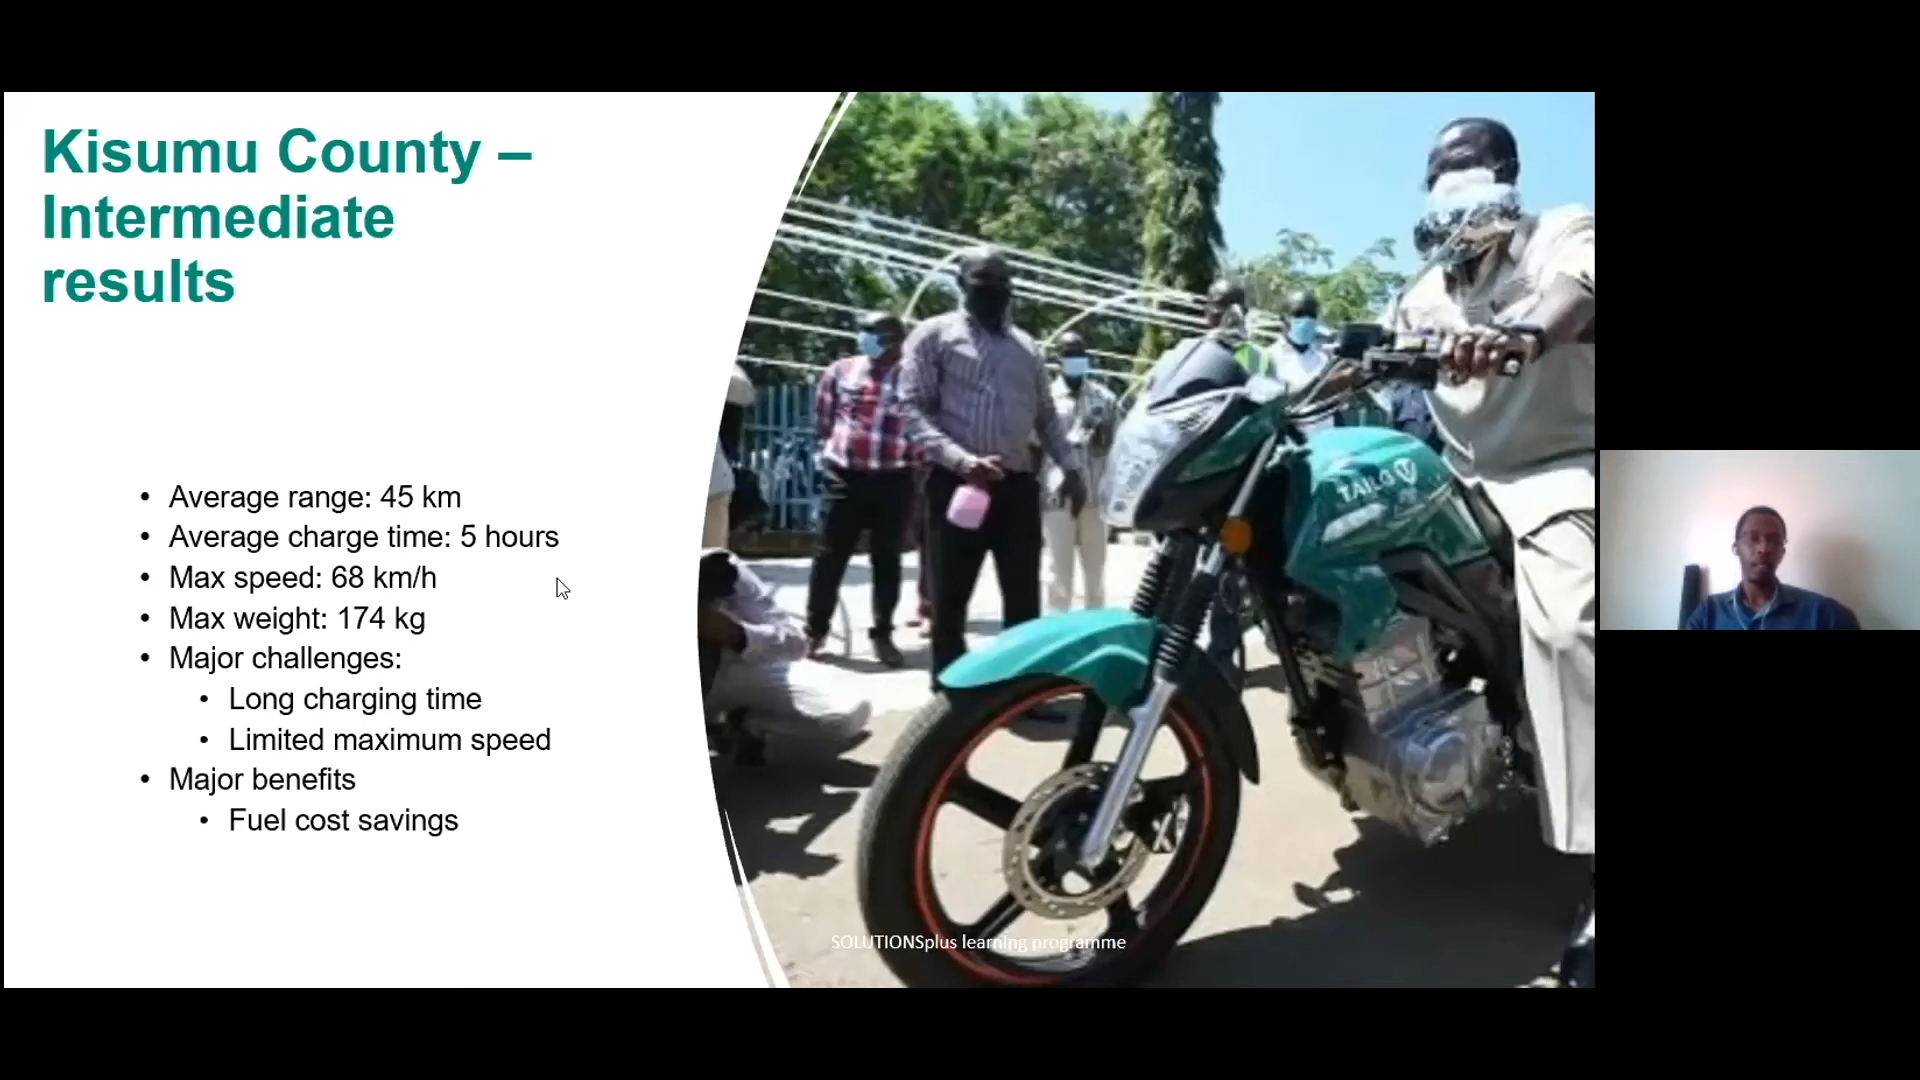 Kisumu County –
Intermediate
results
• Average range: 45 km
• Average charge time: 5 hours
• Max speed: 68 km/h
• Max weight: 174 kg
• Major challenges:
• Long charging time
• Limited maximum speed
• Major benefits
• Fuel cost savings
TAILG
SOLUTIONSplus learning programme